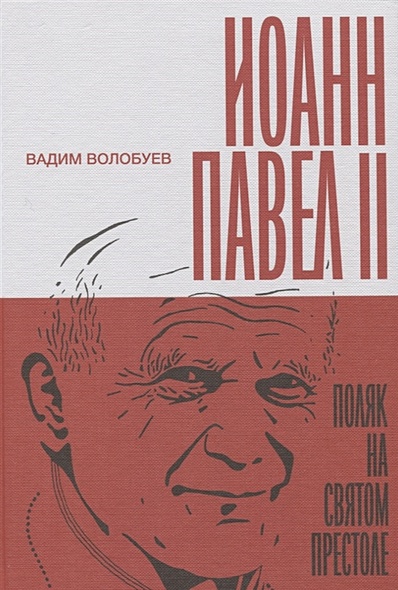 ИОАНН
ПАВЕЛ II
ВАДИМ ВОЛОБУЕВ
ПОЛЯК
НА
СВЯТОМ
ПРЕСТОЛЕ